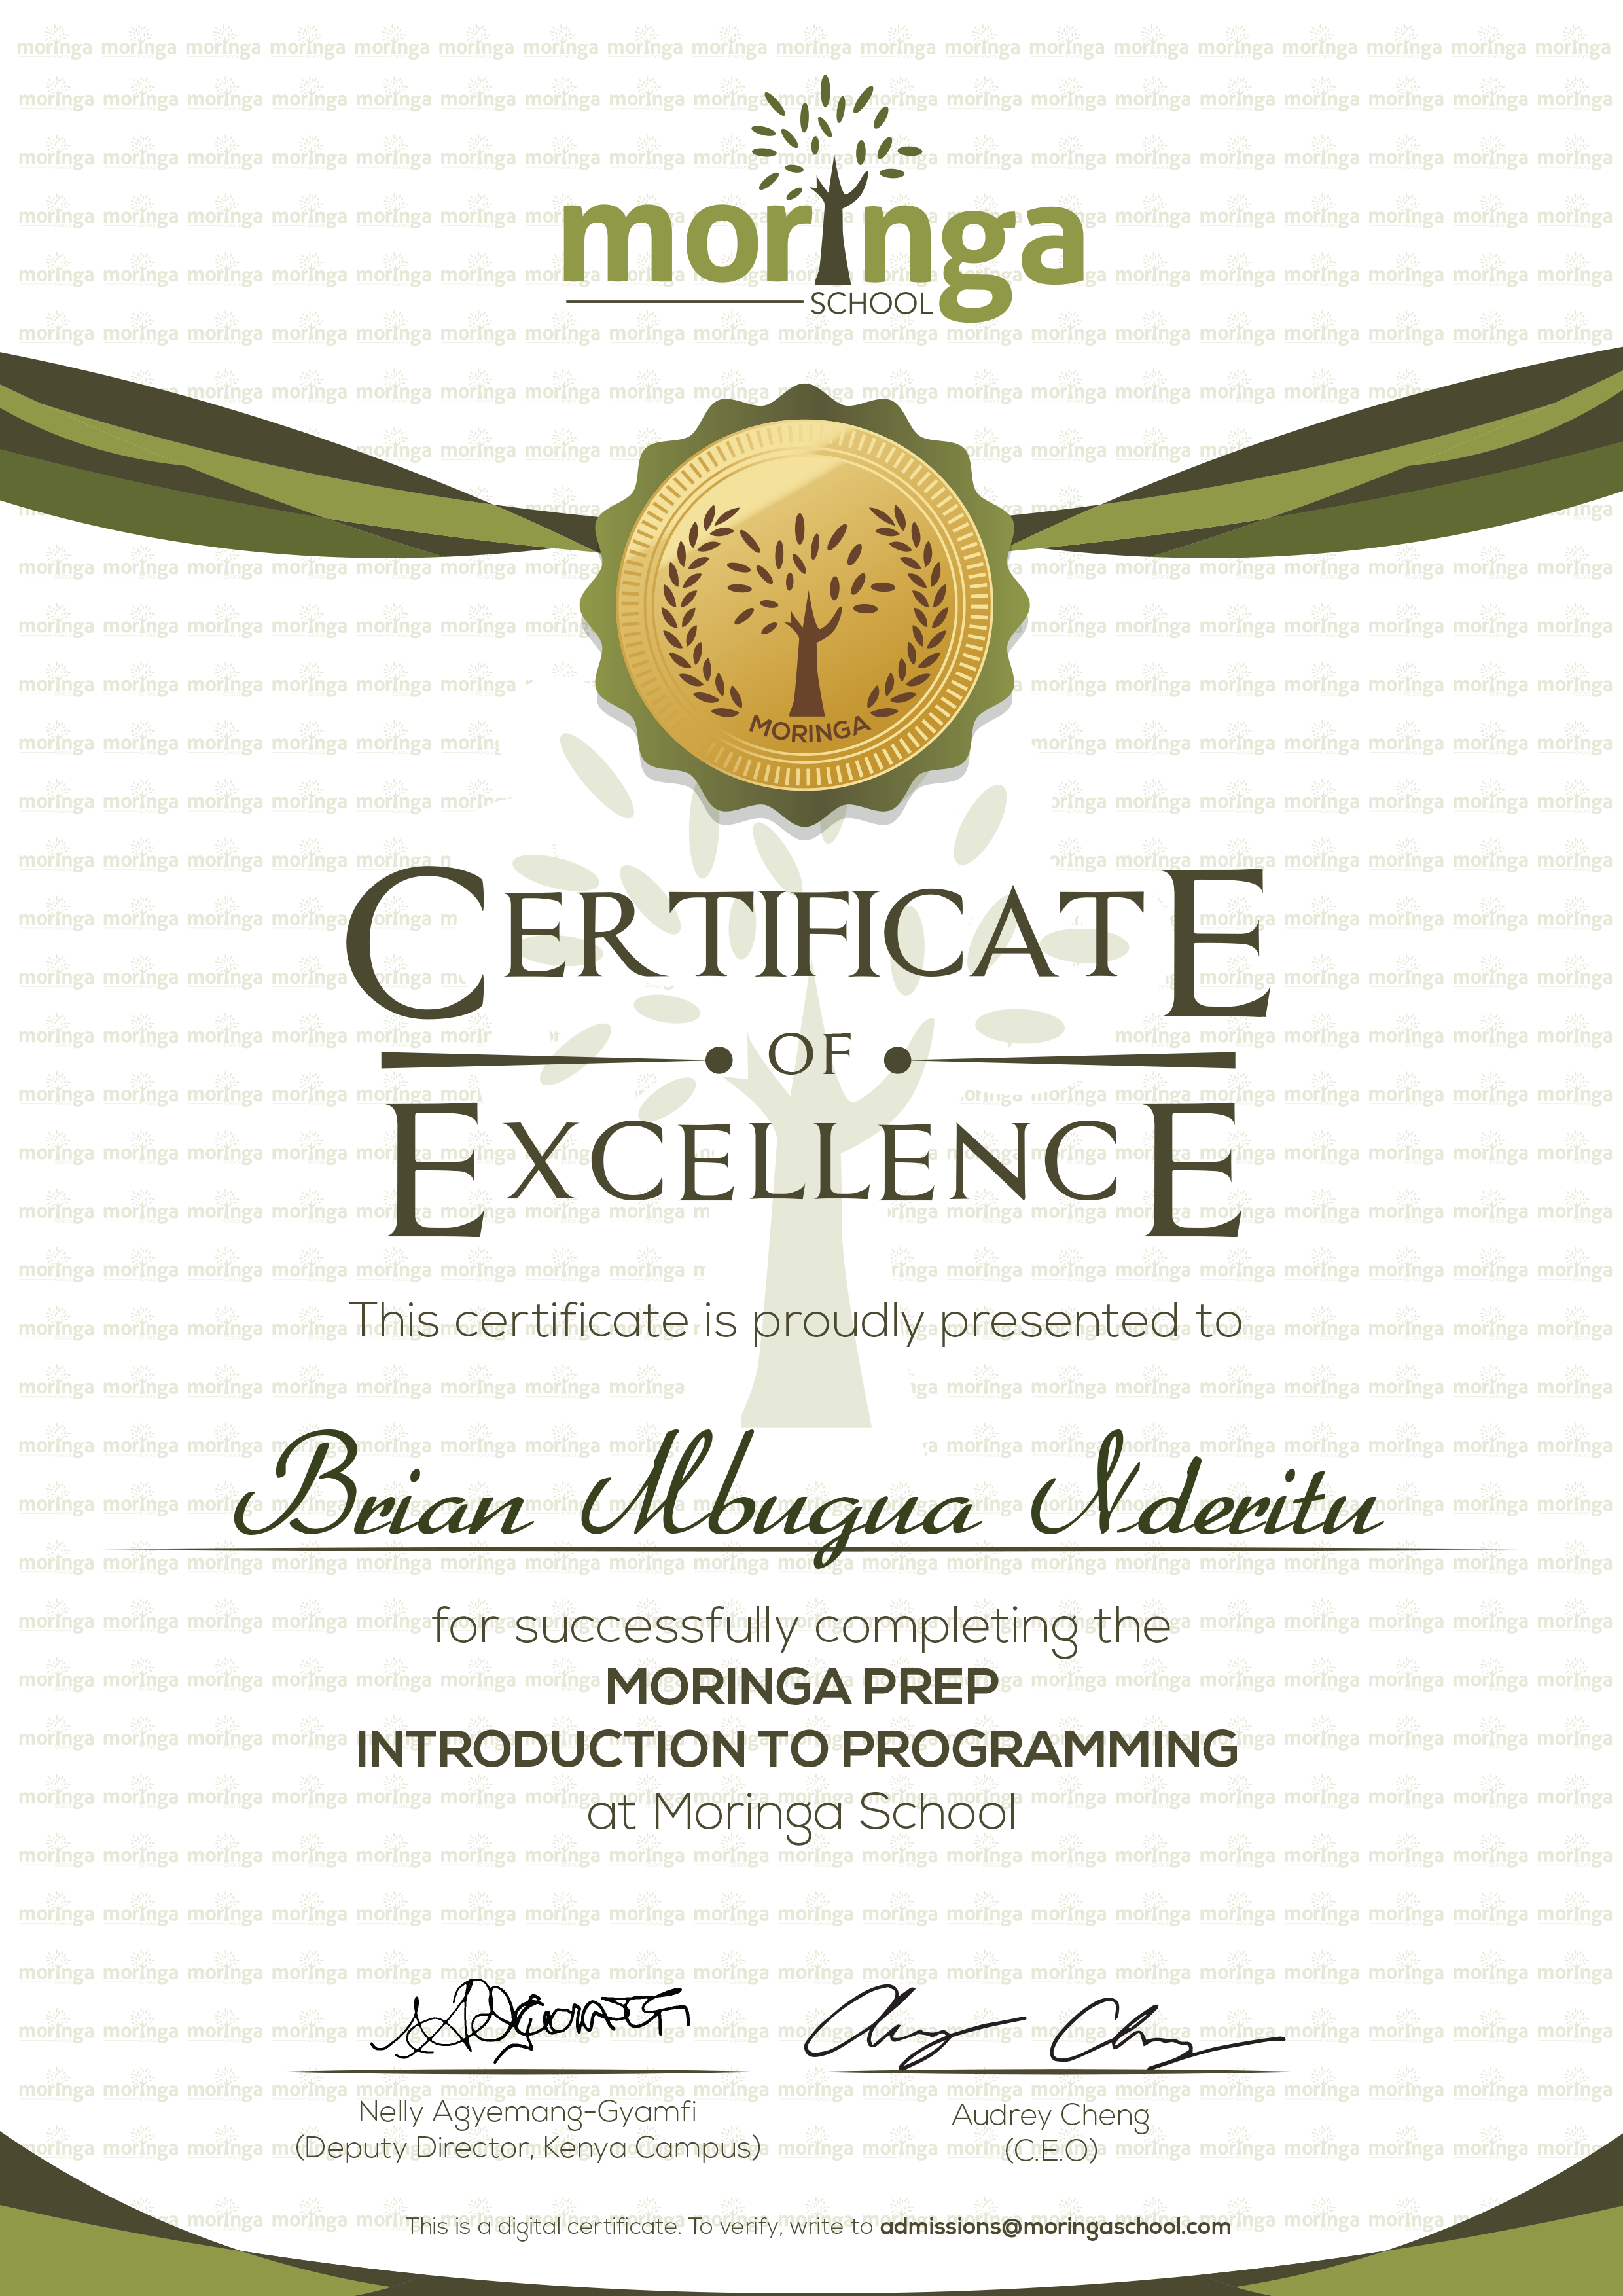 moringa
SCHOOL
MORINGA
CERTIFICATE
OF
EXCELLENCE
This certificate is proudly presented to
Brian Mbugua Nderitu
for successfully completing the
MORINGA PREP
INTRODUCTION TO PROGRAMMING
at Moringa School
Nelly Agyemang-Gyamfi
(Deputy Director, Kenya Campus)
Audrey Cheng
(C.E.O)
This is a digital certificate. To verify, write to admissions@moringaschool.com